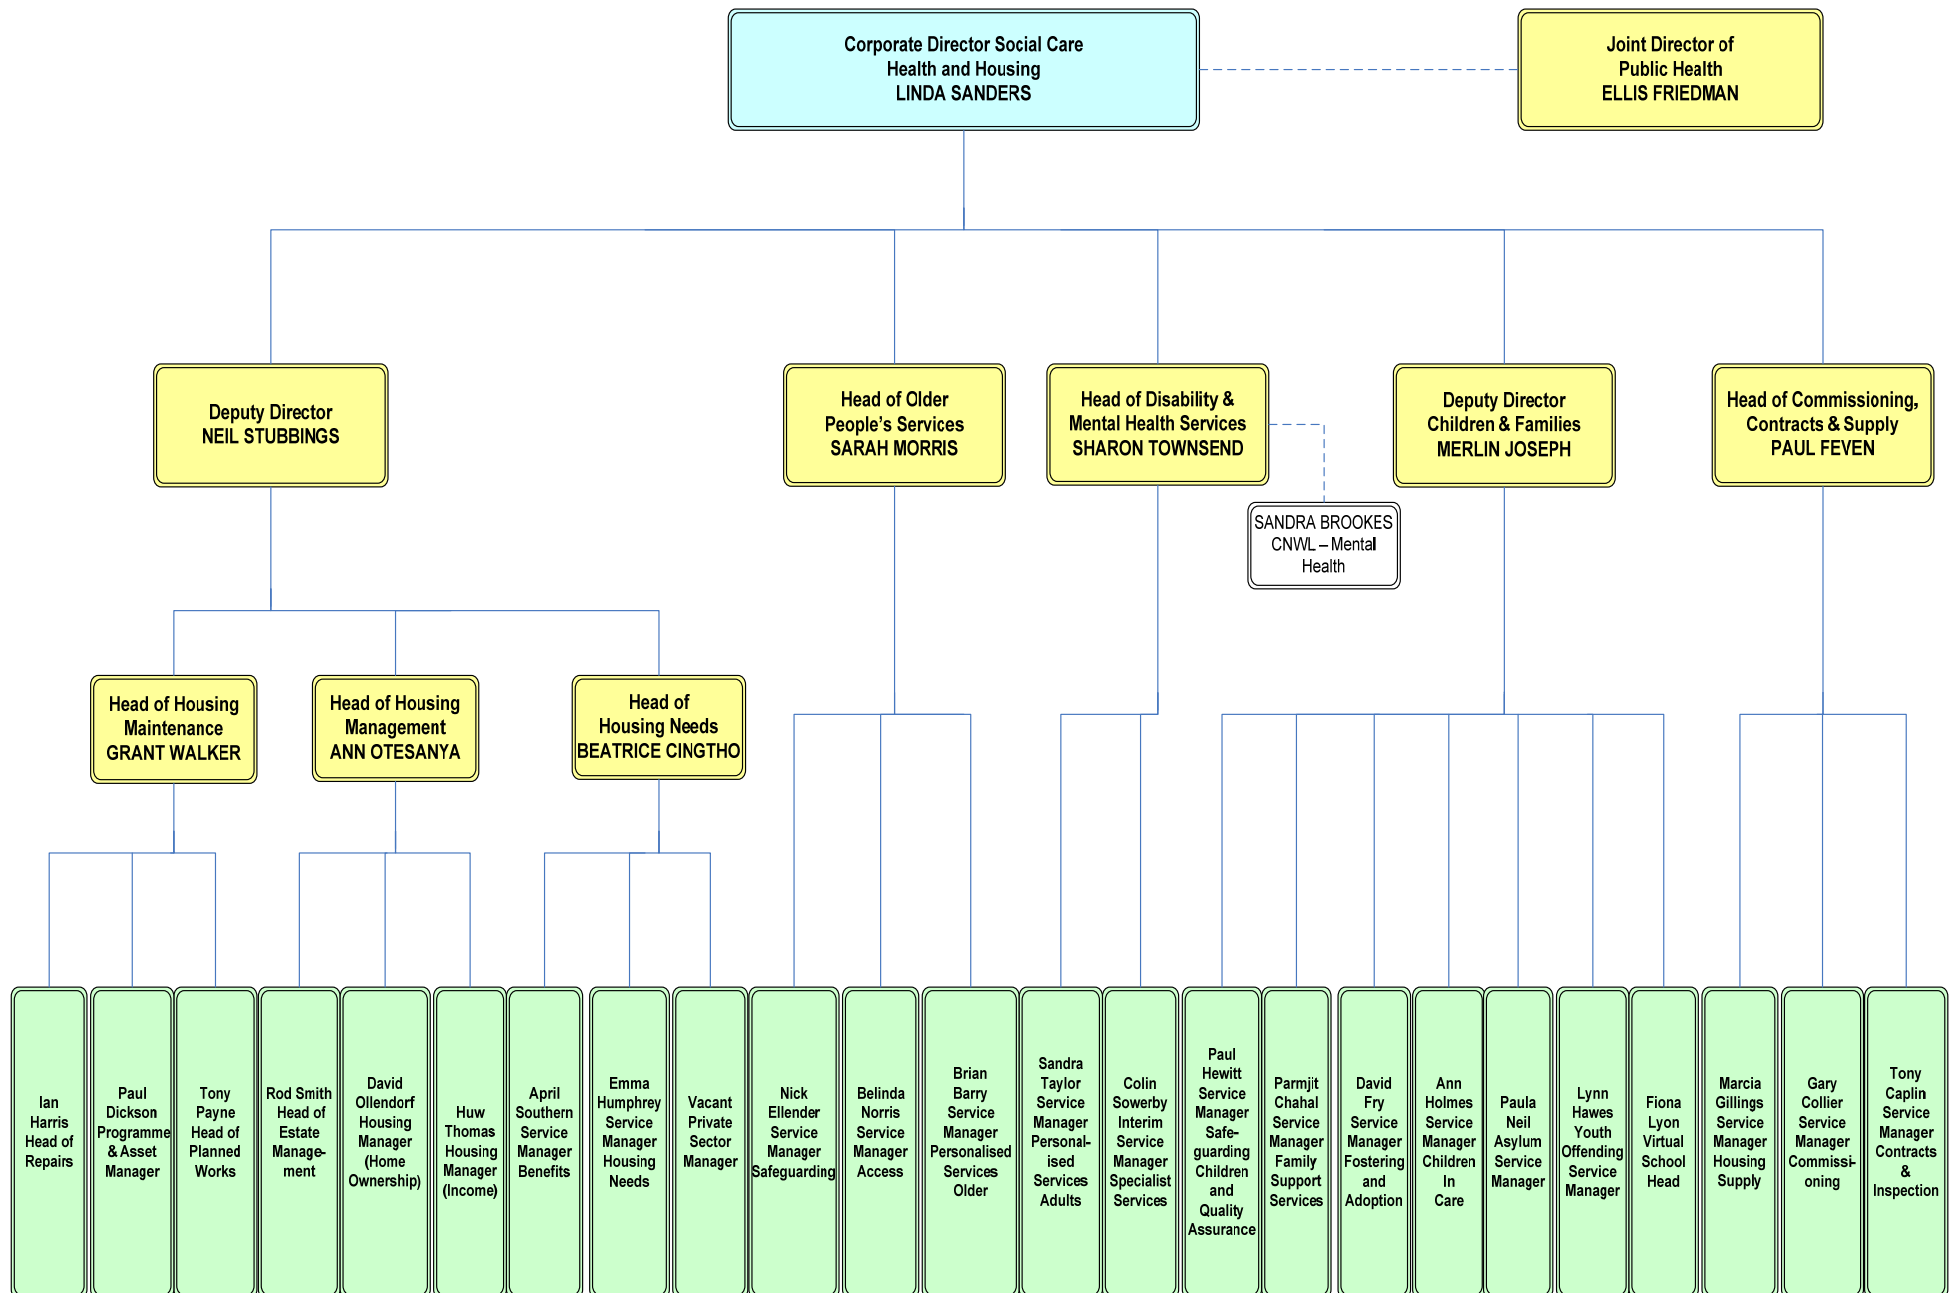 Corporate Director Social Care
Health and Housing
LINDA SANDERS
Joint Director of
Public Health
ELLIS FRIEDMAN
Deputy Director
NEIL STUBBINGS
Head of Older
People's Services
SARAH MORRIS
Head of Disability &
Mental Health Services
SHARON TOWNSEND
Deputy Director
Children & Families
MERLIN JOSEPH
Head of Commissioning,
Contracts & Supply
PAUL FEVEN
SANDRA BROOKES
CNWL – Mental
Health
Head of Housing
Maintenance
GRANT WALKER
Head of Housing
Management
ANN OTESANYA
Head of
Housing Needs
BEATRICE CINGTHO
Ian
Harris
Head of
Repairs
Paul
Dickson
Programme
& Asset
Manager
Tony
Payne
Head of
Planned
Works
Rod Smith
Head of
Estate
Manage-
ment
David
Ollendorf
Housing
Manager
(Home
Ownership)
Huw
Thomas
Housing
Manager
(Income)
April
Southern
Service
Manager
Benefits
Emma
Humphrey
Service
Manager
Housing
Needs
Vacant
Private
Sector
Manager
Nick
Ellender
Service
Manager
Safeguarding
Belinda
Norris
Service
Manager
Access
Brian
Barry
Service
Manager
Personalised
Services
Older
Sandra
Taylor
Service
Manager
Personal-
ised
Services
Adults
Colin
Sowerby
Interim
Service
Manager
Specialist
Services
Paul
Hewitt
Service
Manager
Safe-
guarding
Children
and
Quality
Assurance
Parmjit
Chahal
Service
Manager
Family
Support
Services
David
Fry
Service
Manager
Fostering
and
Adoption
Ann
Holmes
Service
Manager
Children
In
Care
Paula
Neil
Asylum
Service
Manager
Lynn
Hawes
Youth
Offending
Service
Manager
Fiona
Lyon
Virtual
School
Head
Marcia
Gillings
Service
Manager
Housing
Supply
Gary
Collier
Service
Manager
Commissi-
oning
Tony
Caplin
Service
Manager
Contracts
&
Inspection